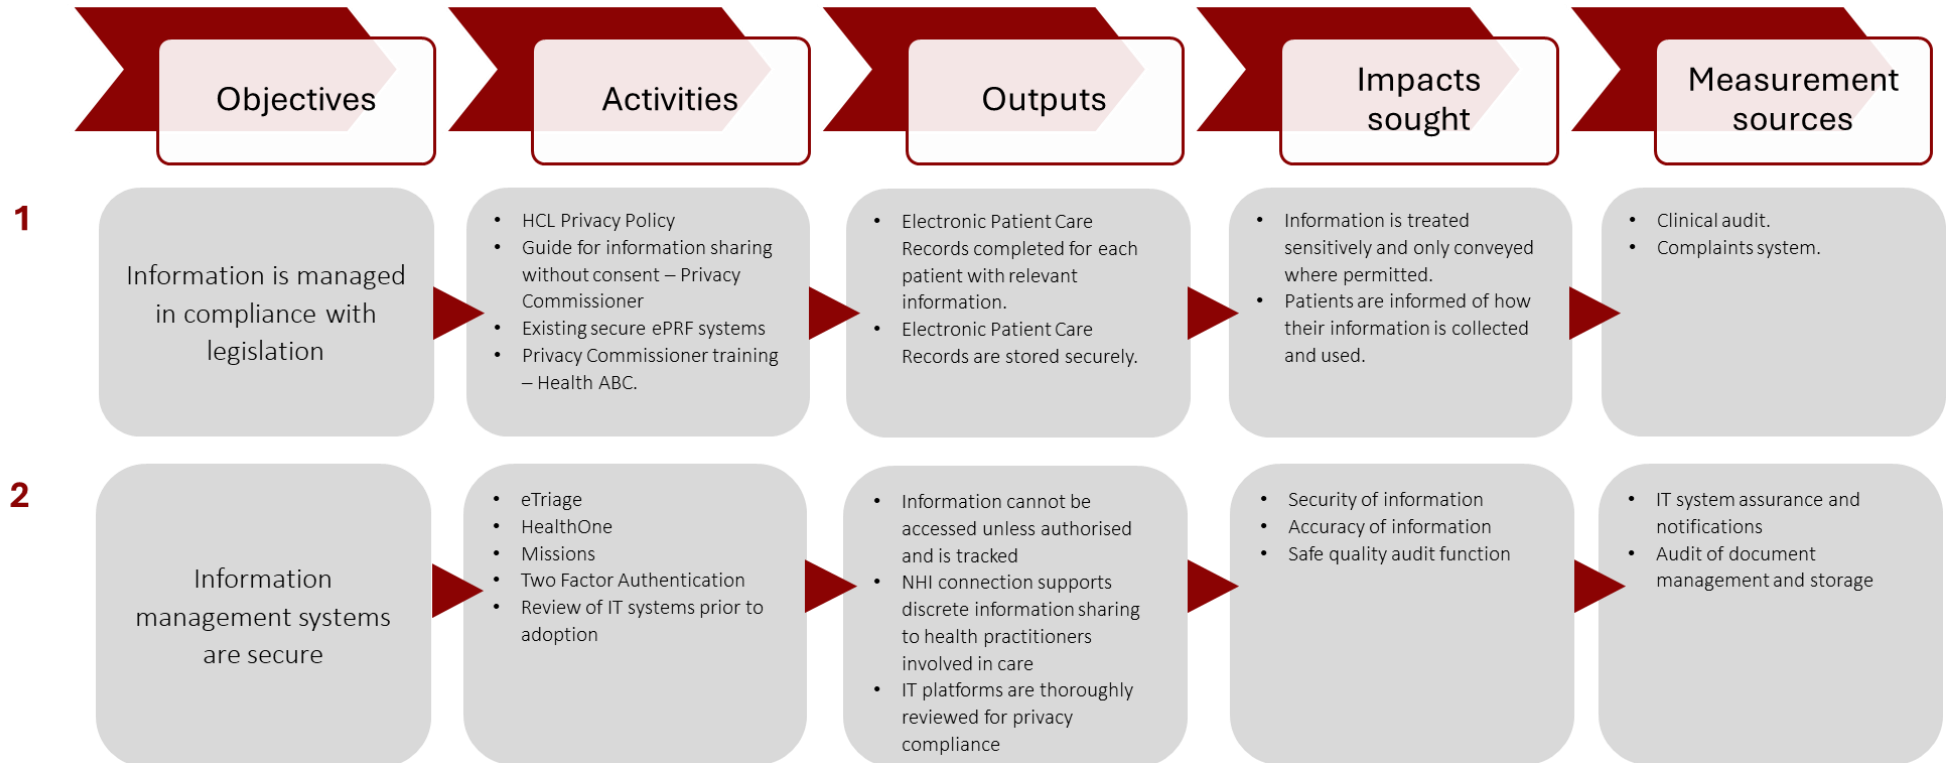 Objectives
Activities
Outputs
Impacts
sought
Measurement
sources
1
Information is managed
in compliance with
legislation
• HCL Privacy Policy
• Guide for information sharing
without consent – Privacy
Commissioner
• Existing secure ePRF systems
• Privacy Commissioner training
– Health ABC.
• Electronic Patient Care
Records completed for each
patient with relevant
information.
• Electronic Patient Care
Records are stored securely.
• Information is treated
sensitively and only conveyed
where permitted.
• Patients are informed of how
their information is collected
and used.
• Clinical audit.
• Complaints system.
2
Information
management systems
are secure
• eTriage
• HealthOne
• Missions
• Two Factor Authentication
• Review of IT systems prior to
adoption
• Information cannot be
accessed unless authorised
and is tracked
• NHI connection supports
discrete information sharing
to health practitioners
involved in care
• IT platforms are thoroughly
reviewed for privacy
compliance
• Security of information
• Accuracy of information
• Safe quality audit function
• IT system assurance and
notifications
• Audit of document
management and storage